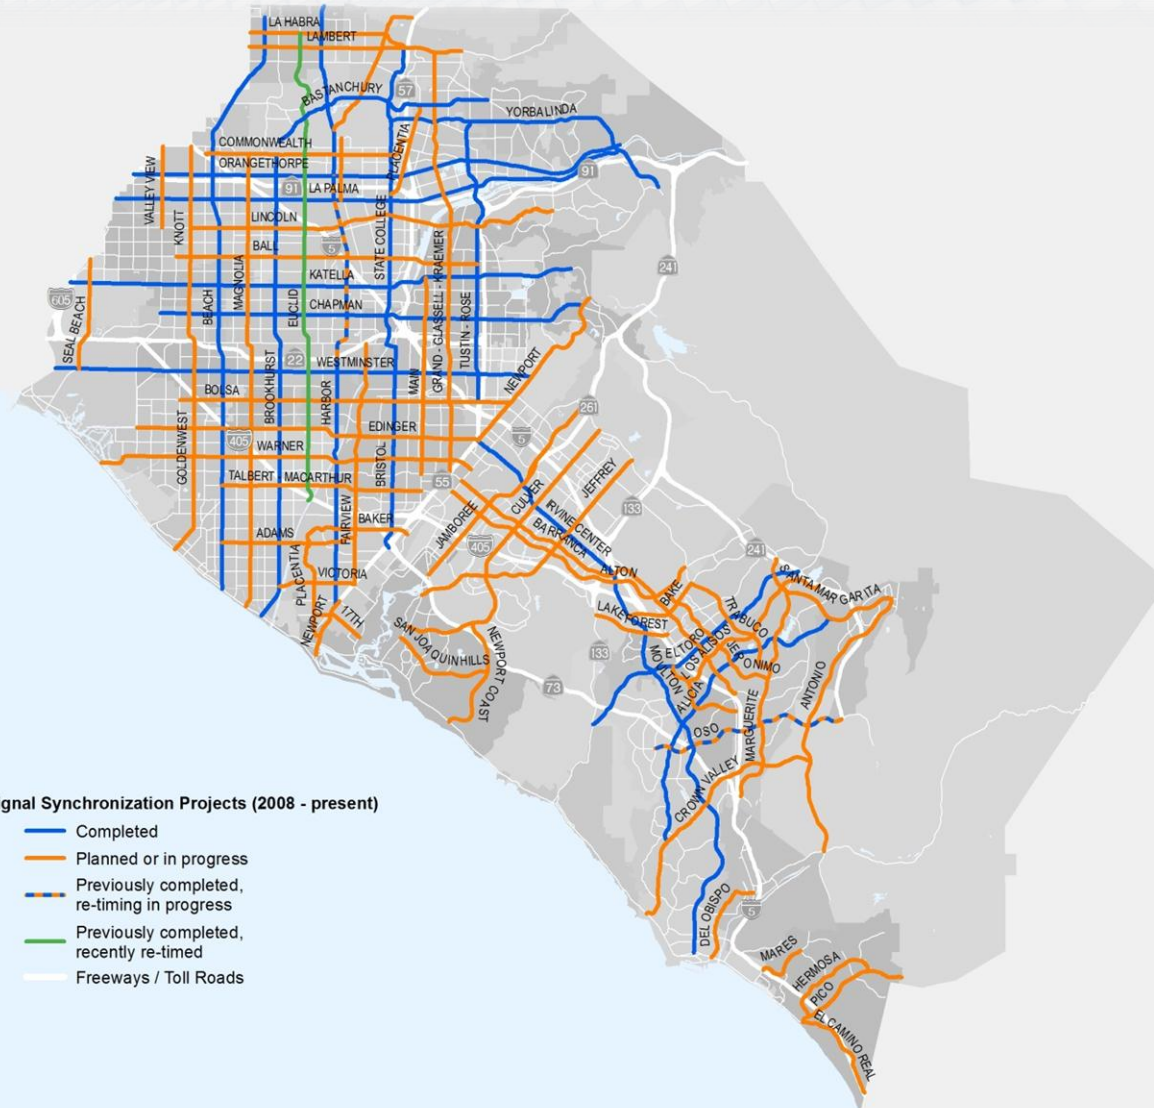 LA HABRA
LAMBERT
BASTANCHURY
57
YORBA LINDA
COMMONWEALTH
PLACENTIA
ORANGETHORPE
91
VALLEY VIEW
91
LA PALMA
KNOTT
LINCOLN
STATE COLLEGE
BALL
5
GRAND - GLASSELL - KRAEMER
241
KATELLA
MAGNOLIA
605
BEACH
EUCLID
CHAPMAN
TUSTIN - ROSE
SEAL BEACH
22
WESTMINSTER
MAIN
NEWPORT
BROOKHURST
HARBOR
BOLSA
261
GOLDENWEST
405
EDINGER
5
WARNER
BRISTOL
TALBERT
MACARTHUR
55
JEFFREY
CULVER
133
FAIRVIEW
BAKER
JAMBOREE
IRVINE CENTER
BARRANCA
ADAMS
405
241
PLACENTIA
VICTORIA
ALTON
BAKE
SANTA MARGARITA
NEWPORT
17TH
LAKE FOREST
TRABUCO
SAN JOAQUIN HILLS
NEWPORT COAST
133
EL TORO
LOS ALISOS
JERONIMO
MOULTON
ALICIA
73
ANTONIO
MARGUERITE
OSO
CROWN VALLEY
ignal Synchronization Projects (2008 - present)
Completed
Planned or in progress
Previously completed,
re-timing in progress
Previously completed,
recently re-timed
Freeways / Toll Roads
DEL OBISPO
5
MARES
HERMOSA
PICO
EL CAMINO REAL